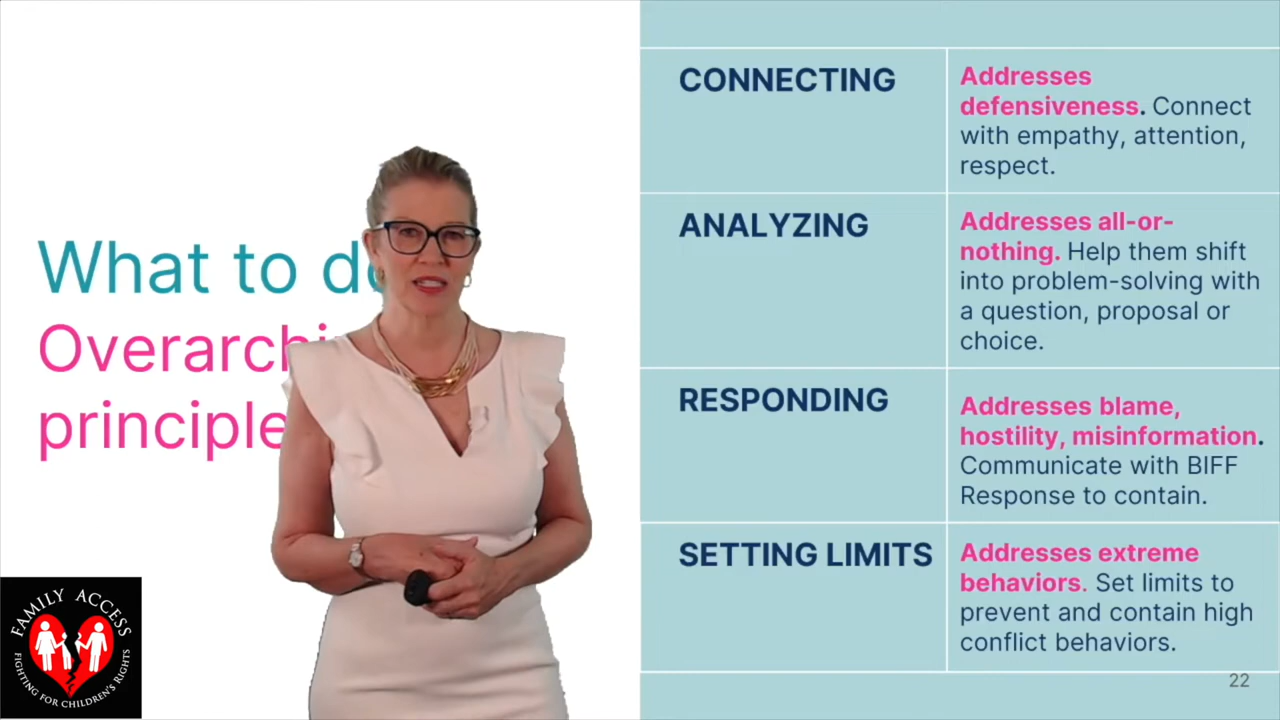 What to do
Overarchi
principle
CONNECTING
Addresses
defensiveness. Connect
with empathy, attention,
respect.
ANALYZING
Addresses all-or-
nothing. Help them shift
into problem-solving with
a question, proposal or
choice.
RESPONDING
Addresses blame,
hostility, misinformation.
Communicate with BIFF
Response to contain.
SETTING LIMITS
Addresses extreme
behaviors. Set limits to
prevent and contain high
conflict behaviors.
22
FAMILY ACCESS
FIGHTING FOR CHILDREN'S RIGHTS